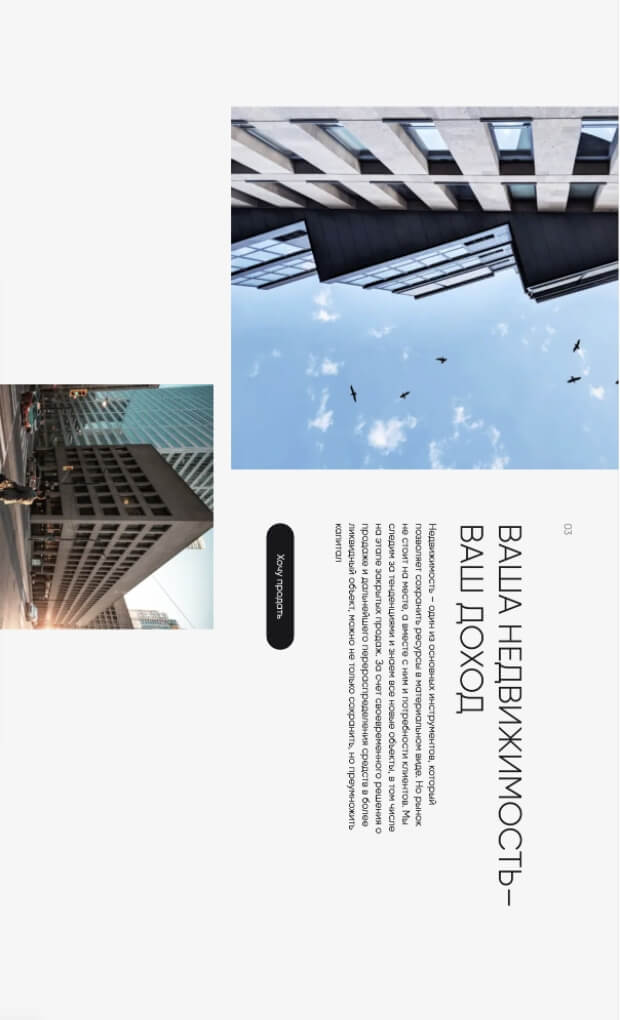 03
ВАША НЕДВИЖИМОСТЬ–
ВАШ ДОХОД
Недвижимость – один из основных инструментов, который
позволяет сохранить ресурсы в материальном виде. Но рынок
не стоит на месте, а вместе с ним и потребности клиентов. Мы
следим за тенденциями и знаем все новые объекты, в том числе
на этапе закрытых продаж. За счет своевременного решения о
продаже и дальнейшего перераспределения средств в более
ликвидный объект, можно не только сохранить, но преумножить
капитал
Хочу продать